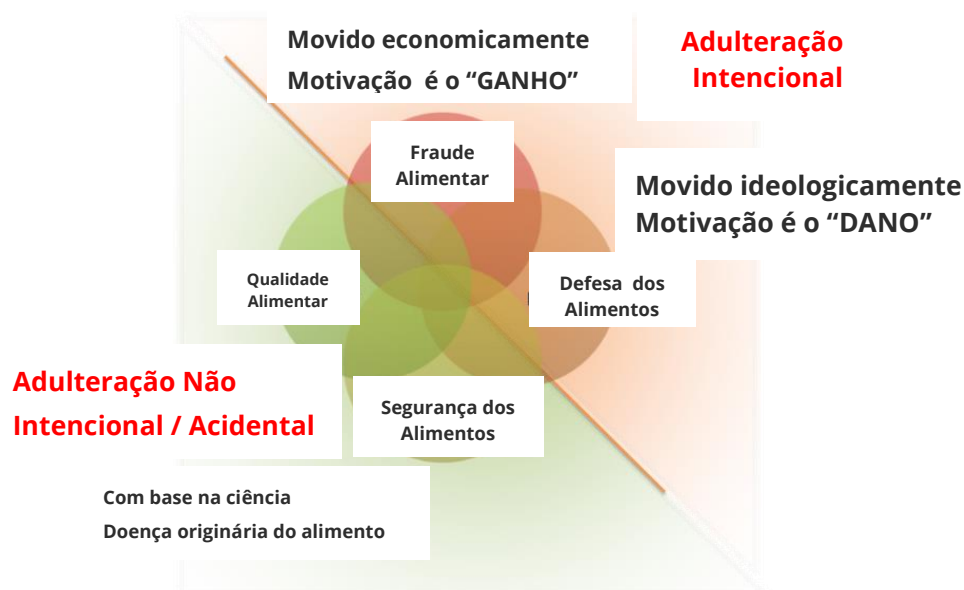 Movido economicamente
Motivação é o “GANHO”
Adulteração
Intencional
Fraude
Alimentar
Movido ideologicamente
Motivação é o “DANO”
Qualidade
Alimentar
Defesa dos
Alimentos
Adulteração Não
Intencional / Acidental
Segurança dos
Alimentos
Com base na ciência
Doença originária do alimento